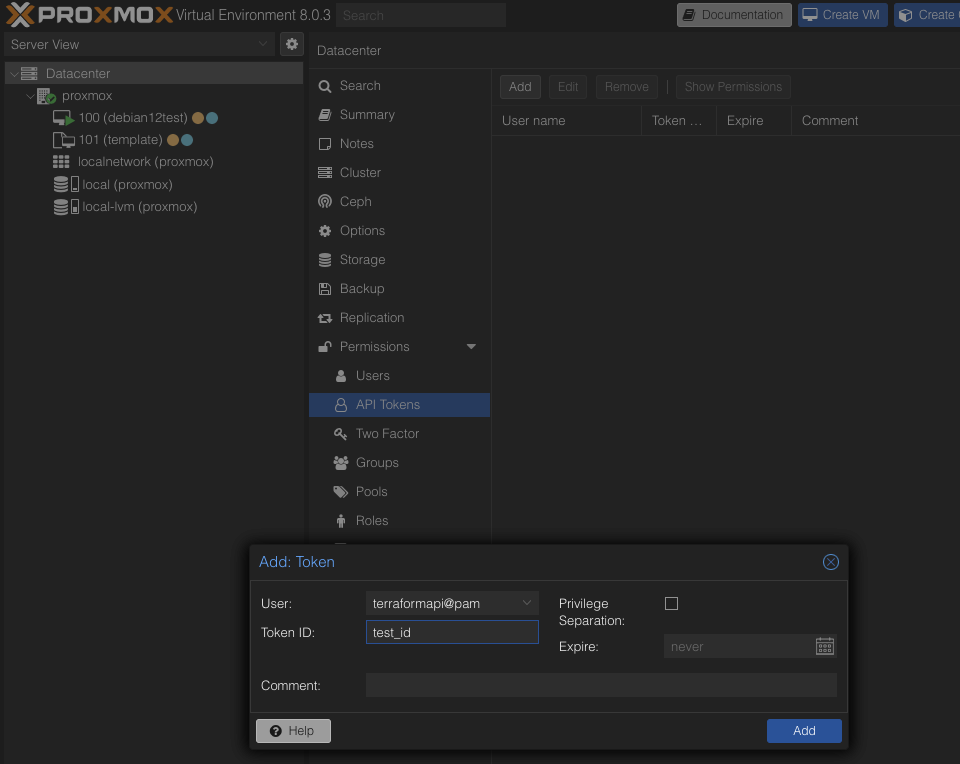 PROXMOX Virtual Environment 8.0.3 Search Documentation Create VM Create
Server View
Datacenter
Datacenter
proxmox
100 (debian12test)
101 (template)
localnetwork (proxmox)
local (proxmox)
local-lvm (proxmox)
Search
Summary
Notes
Cluster
Ceph
Options
Storage
Backup
Replication
Permissions
Users
API Tokens
Two Factor
Groups
Pools
Roles
Add Edit Remove | Show Permissions
User name Token ... Expire Comment
Add: Token
User: terraformapi@pam
Token ID: test_id
Privilege
Separation:
Expire: never
Comment:
Help Add